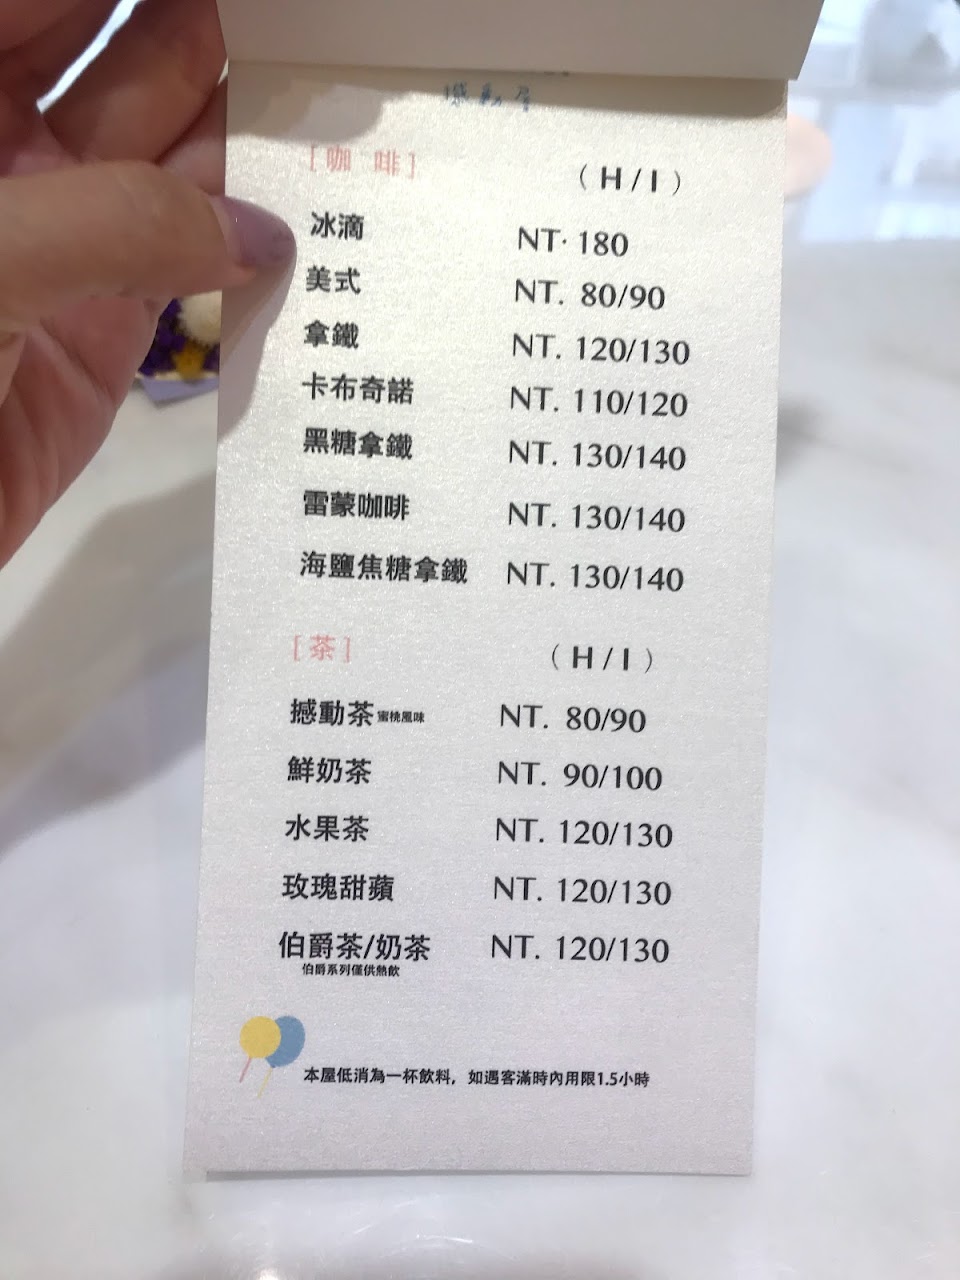 [咖 啡] (H/I)
冰滴 NT. 180
美式 NT. 80/90
拿鐵 NT. 120/130
卡布奇諾 NT. 110/120
黑糖拿鐵 NT. 130/140
雷蒙咖啡 NT. 130/140
海鹽焦糖拿鐵 NT. 130/140
[茶] (H/I)
撼動茶 蜜桃風味 NT. 80/90
鮮奶茶 NT. 90/100
水果茶 NT. 120/130
玫瑰甜蘋 NT. 120/130
伯爵茶/奶茶 NT. 120/130
伯爵系列僅供熱飲
本屋低消為一杯飲料, 如遇客滿時內用限1.5小時